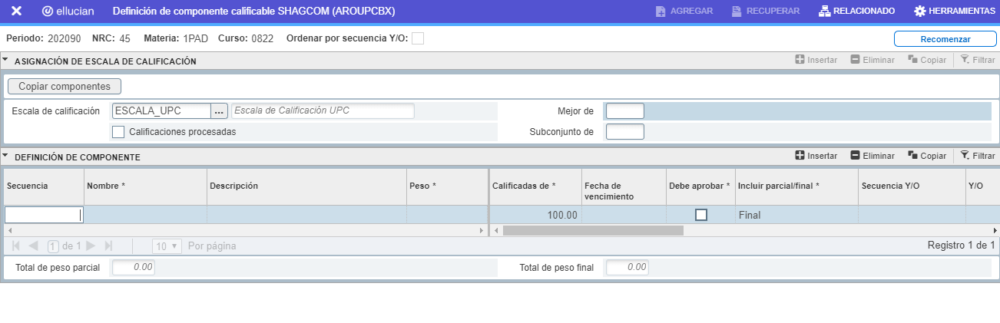 ✕ ellucian Definición de componente calificable SHAGCOM (AROUPCBX) AGREGAR RECUPERAR RELACIONADO HERRAMIENTAS
Periodo: 202090 NRC: 45 Materia: 1PAD Curso: 0822 Ordenar por secuencia Y/O: Recomenzar
ASIGNACIÓN DE ESCALA DE CALIFICACIÓN Insertar Eliminar Copiar Filtrar
Copiar componentes
Escala de calificación ESCALA_UPC ... Escala de Calificación UPC Mejor de
Calificaciones procesadas Subconjunto de
DEFINICIÓN DE COMPONENTE Insertar Eliminar Copiar Filtrar
Secuencia Nombre * Descripción Peso * Calificadas de * Fecha de vencimiento Debe aprobar * Incluir parcial/final * Secuencia Y/O Y/O
100.00 Final
1 de 1 10 Por página Registro 1 de 1
Total de peso parcial 0.00 Total de peso final 0.00